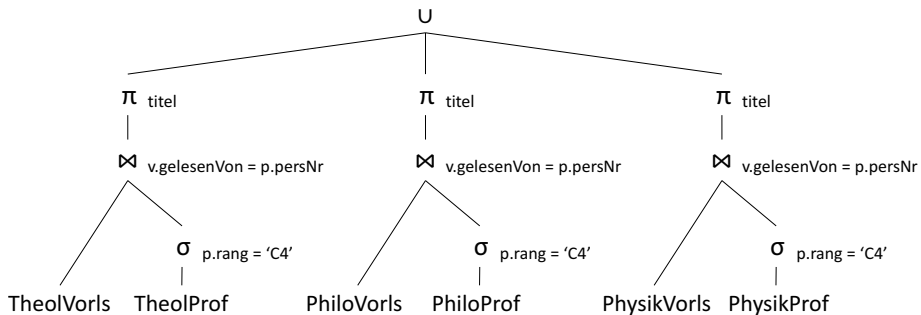 ∪
π titel π titel π titel
⋈ v.gelesenVon = p.persNr ⋈ v.gelesenVon = p.persNr ⋈ v.gelesenVon = p.persNr
σ p.rang = ‘C4’ σ p.rang = ‘C4’ σ p.rang = ‘C4’
TheolVorls TheolProf PhiloVorls PhiloProf PhysikVorls PhysikProf